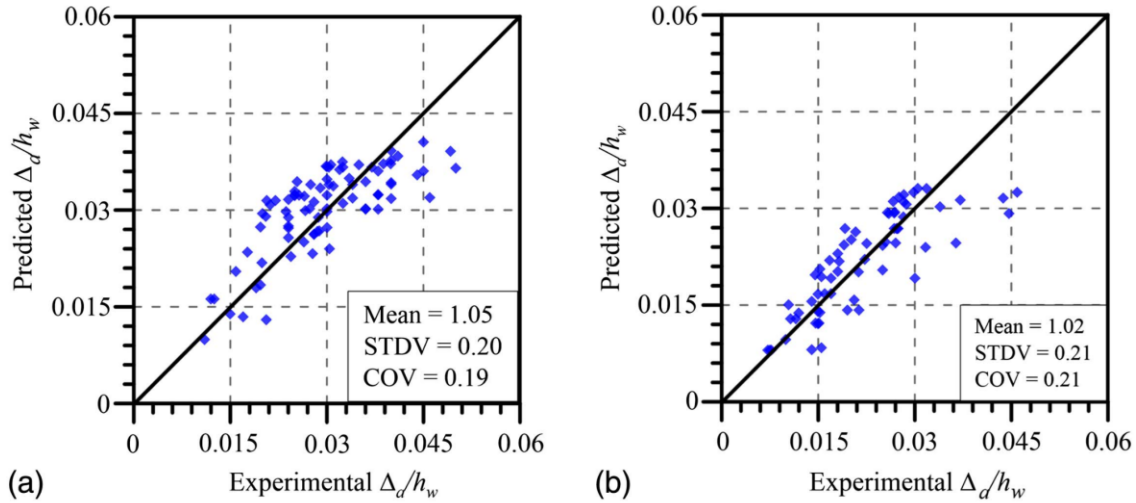 0.06
0.045
0.03
0.015
0
Predicted Δd/hw
Mean = 1.05
STDV = 0.20
COV = 0.19
0
0.015
0.03
0.045
0.06
(a)
Experimental Δd/hw
0.06
0.045
0.03
0.015
0
Predicted Δd/hw
Mean = 1.02
STDV = 0.21
COV = 0.21
0
0.015
0.03
0.045
0.06
(b)
Experimental Δd/hw